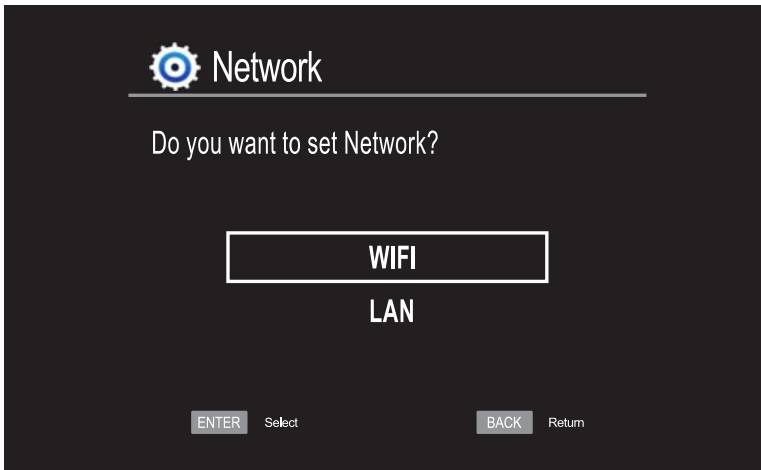 Network
Do you want to set Network?
WIFI
LAN
ENTER Select BACK Return